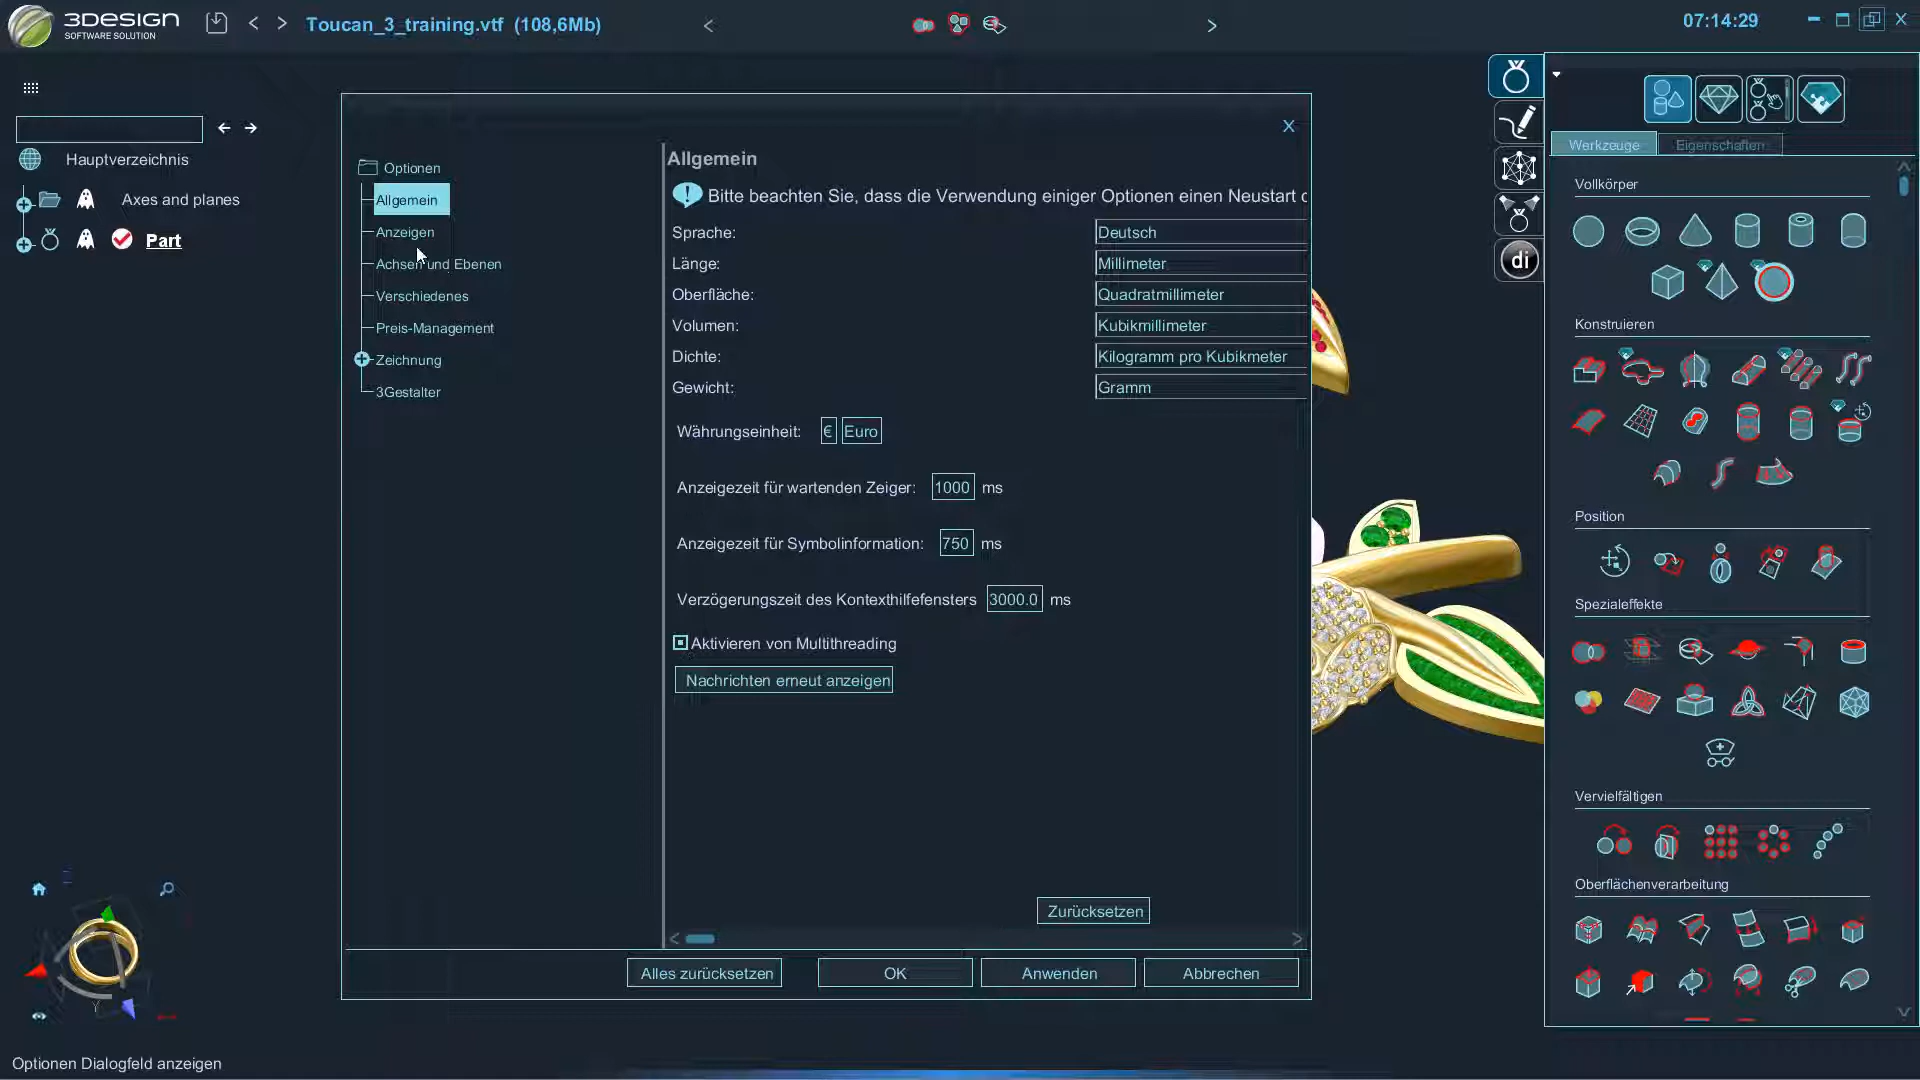 3DESIGN
SOFTWARE SOLUTION
Toucan_3_training.vtf (108,6Mb)
07:14:29
Hauptverzeichnis
Axes and planes
Part
Optionen
Allgemein
Anzeigen
Achsen und Ebenen
Verschiedenes
Preis-Management
Zeichnung
3Gestalter
X
Allgemein
Bitte beachten Sie, dass die Verwendung einiger Optionen einen Neustart
Sprache: Deutsch
Länge: Millimeter
Oberfläche: Quadratmillimeter
Volumen: Kubikmillimeter
Dichte: Kilogramm pro Kubikmeter
Gewicht: Gramm
Währungseinheit: € Euro
Anzeigezeit für wartenden Zeiger: 1000 ms
Anzeigezeit für Symbolinformation: 750 ms
Verzögerungszeit des Kontexthilfefensters 3000.0 ms
Aktivieren von Multithreading
Nachrichten erneut anzeigen
Zurücksetzen
Alles zurücksetzen
OK
Anwenden
Abbrechen
di
Werkzeuge
Eigenschaften
Vollkörper
Konstruieren
Position
Spezialeffekte
Vervielfältigen
Oberflächenverarbeitung
Y
Optionen Dialogfeld anzeigen